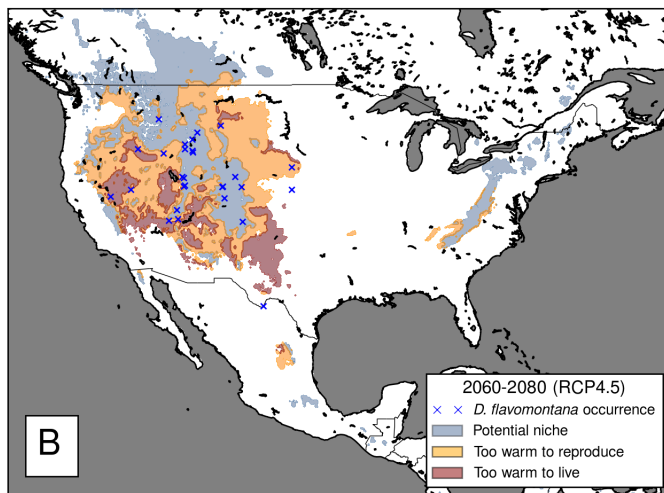 2060-2080 (RCP4.5)
D. flavomontana occurrence
Potential niche
Too warm to reproduce
Too warm to live
B